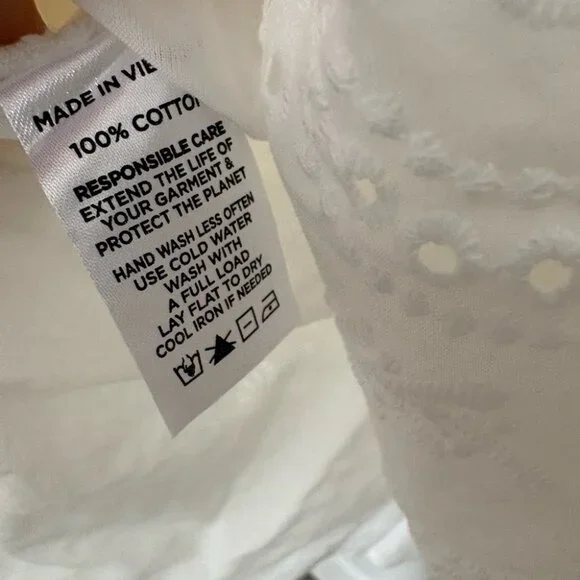 MADE IN VIE
100% COTTON
RESPONSIBLE CARE
EXTEND THE LIFE OF
YOUR GARMENT &
PROTECT THE PLANET
HAND WASH LESS OFTEN
USE COLD WATER
WASH WITH
A FULL LOAD
LAY FLAT TO DRY
COOL IRON IF NEEDED